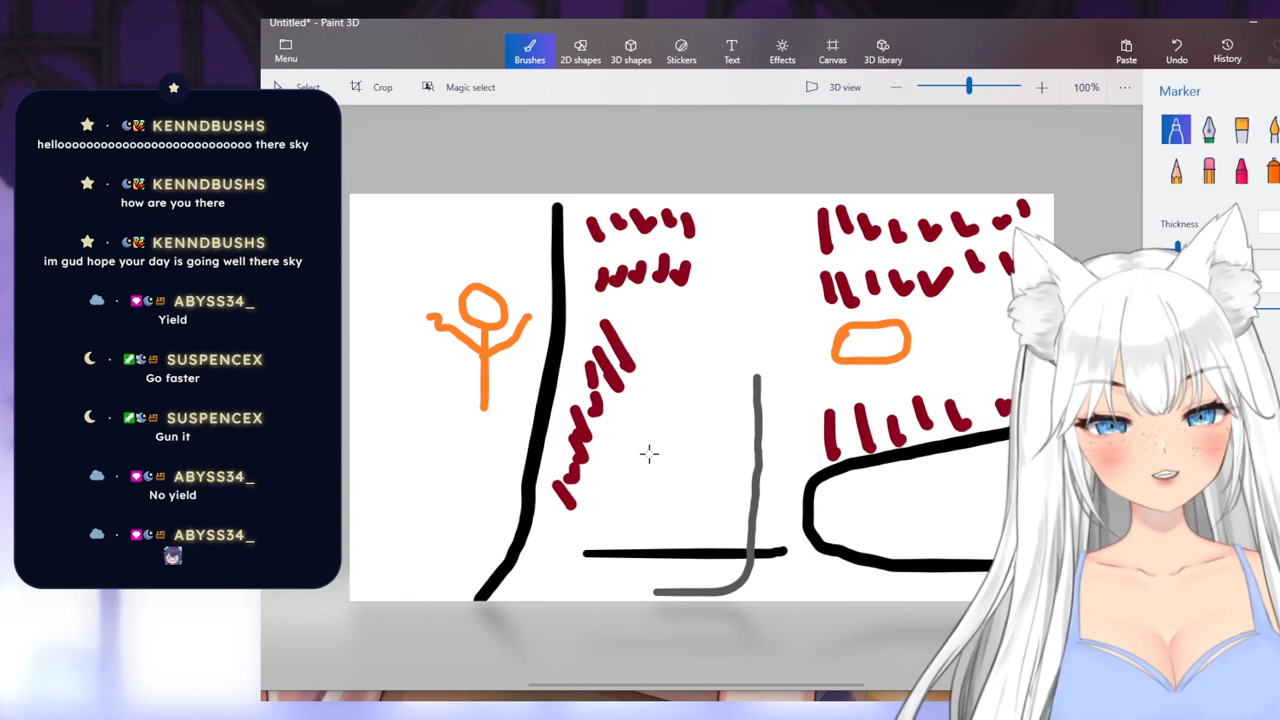 Untitled* - Paint 3D
Menu
Brushes
2D shapes
3D shapes
Stickers
Text
Effects
Canvas
3D library
Paste
Undo
History
Select
Crop
Magic select
3D view
100%
Marker
Thickness
KENNDBUSHS
hellooooooooooooooooooooooooooo there sky
KENNDBUSHS
how are you there
KENNDBUSHS
im gud hope your day is going well there sky
ABYSS34_
Yield
SUSPENCEX
Go faster
SUSPENCEX
Gun it
ABYSS34_
No yield
ABYSS34_